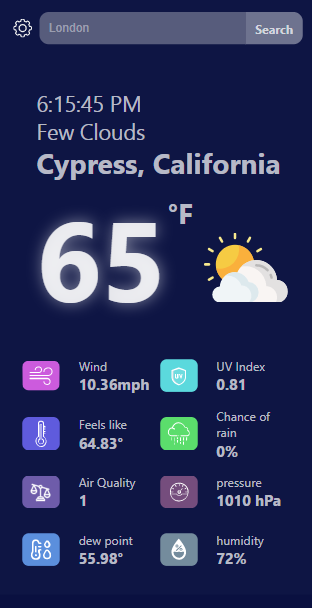 London
Search
6:15:45 PM
Few Clouds
Cypress, California
65
°F
Wind
10.36mph
UV
UV Index
0.81
Feels like
64.83°
Chance of
rain
0%
Air Quality
1
pressure
1010 hPa
dew point
55.98°
%
humidity
72%